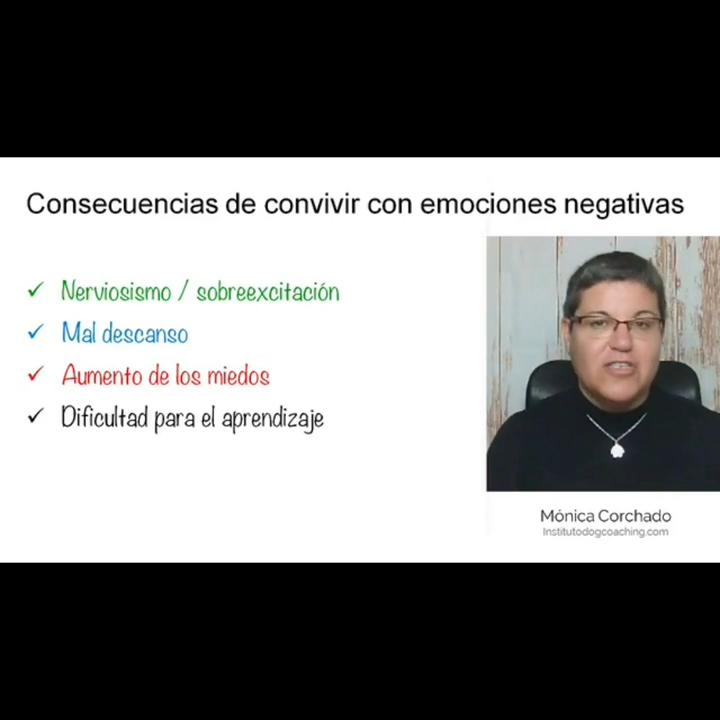 Consecuencias de convivir con emociones negativas
Nerviosismo / sobreexcitación
Mal descanso
Aumento de los miedos
Dificultad para el aprendizaje
Mónica Corchado
Institutodogcoaching.com